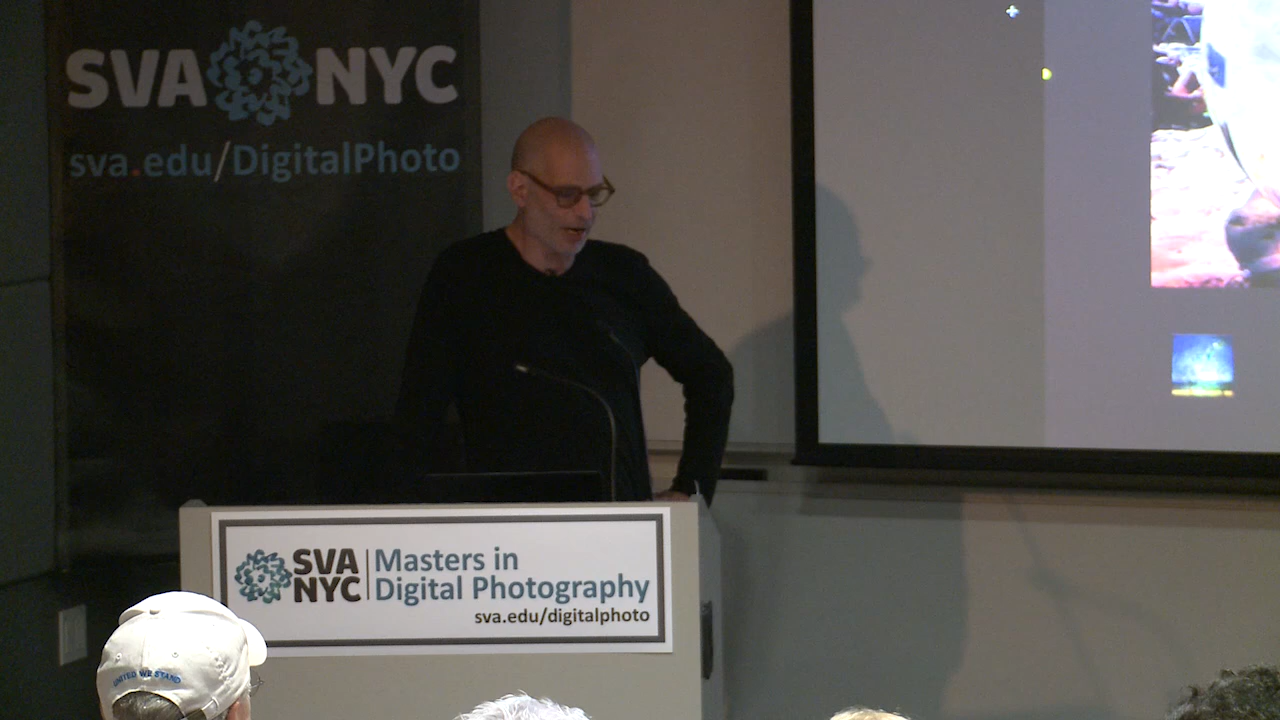 SVA NYC
sva.edu/DigitalPhoto
SVA NYC
Masters in
Digital Photography
sva.edu/digitalphoto
UNITED WE STAND